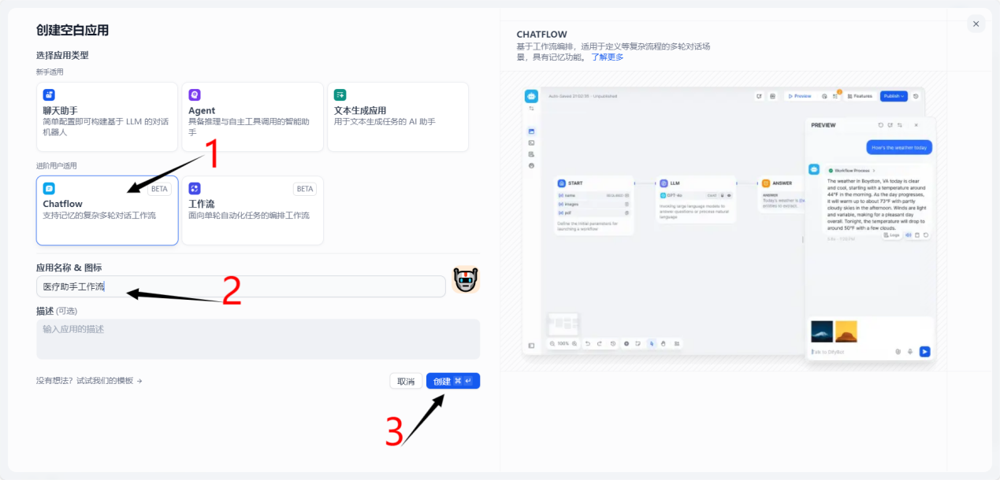 创建空白应用
选择应用类型
新手适用
聊天助手
简单配置即可构建基于 LLM 的对话
机器人
Agent
具备推理与自主工具调用的智能助
手
文本生成应用
用于文本生成任务的 AI 助手
1
进阶用户适用
BETA
Chatflow
支持记忆的复杂多轮对话工作流
BETA
工作流
面向单轮自动化任务的编排工作流
应用名称 & 图标
医疗助手工作流
2
描述 (可选)
输入应用的描述
没有想法？试试我们的模板 →
取消
创建 ⌘ ↵
3
CHATFLOW
基于工作流编排，适用于定义等复杂流程的多轮对话场
景，具有记忆功能。 了解更多
Auto-Saved 21:02:39 · Unpublished
Preview
Features
Publish
PREVIEW
How's the weather today
Workflow Process
The weather in Boydton, VA today is clear
and cool, starting with a temperature around
44°F in the morning. As the day progresses,
it will warm up to about 73°F with partly
cloudy skies in the afternoon. Winds are light
and variable, making for a pleasant day
overall. Tonight, the temperature will drop to
around 50°F with a few clouds.
Logs
START
name
REQUIRED
images
pdf
Define the initial parameters for
launching a workflow
LLM
GPT-4o
CHAT
Invoking large language models to
answer questions or process natural
language
ANSWER
ANSWER
Today's weather is
entities to extract.
100%
Talk to DifyBot